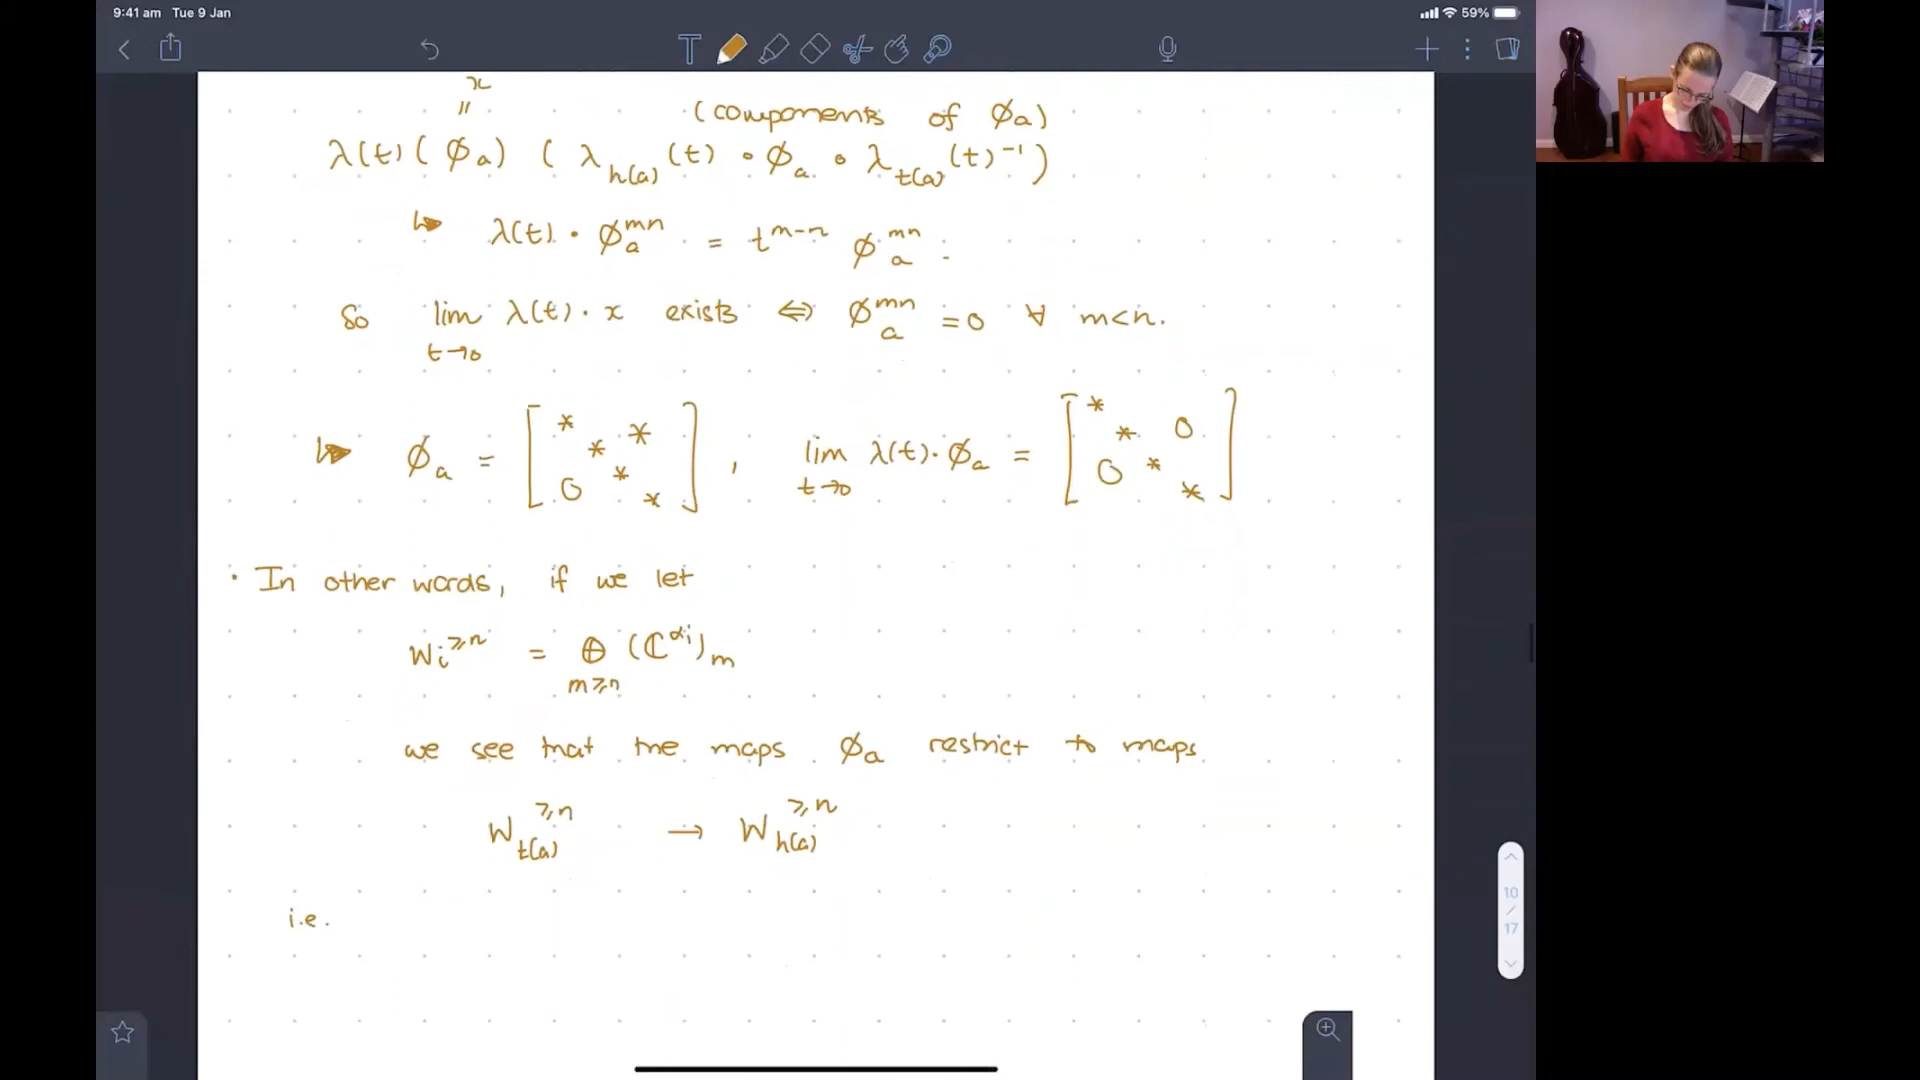 9:41 am Tue 9 Jan
59%
x
"
(components of ϕa)
λ(t)(ϕa) (λh(a)(t) ∘ ϕa ∘ λt(a)(t)⁻¹)
↳ λ(t) · ϕa^mn = t^m-n ϕa^mn.
So lim t→0 λ(t) · x exists ⇔ ϕa^mn = 0 ∀ m<n.
↳ ϕa = [* * * * * 0], lim t→0 λ(t) · ϕa = [* * * * 0 0]
· In other words, if we let
Wi^≥n = ⊕ m≥n (ℂ^αi)m
we see that the maps ϕa restrict to maps
Wt(a)^≥n → Wh(a)^≥n
i.e.
10
/
17